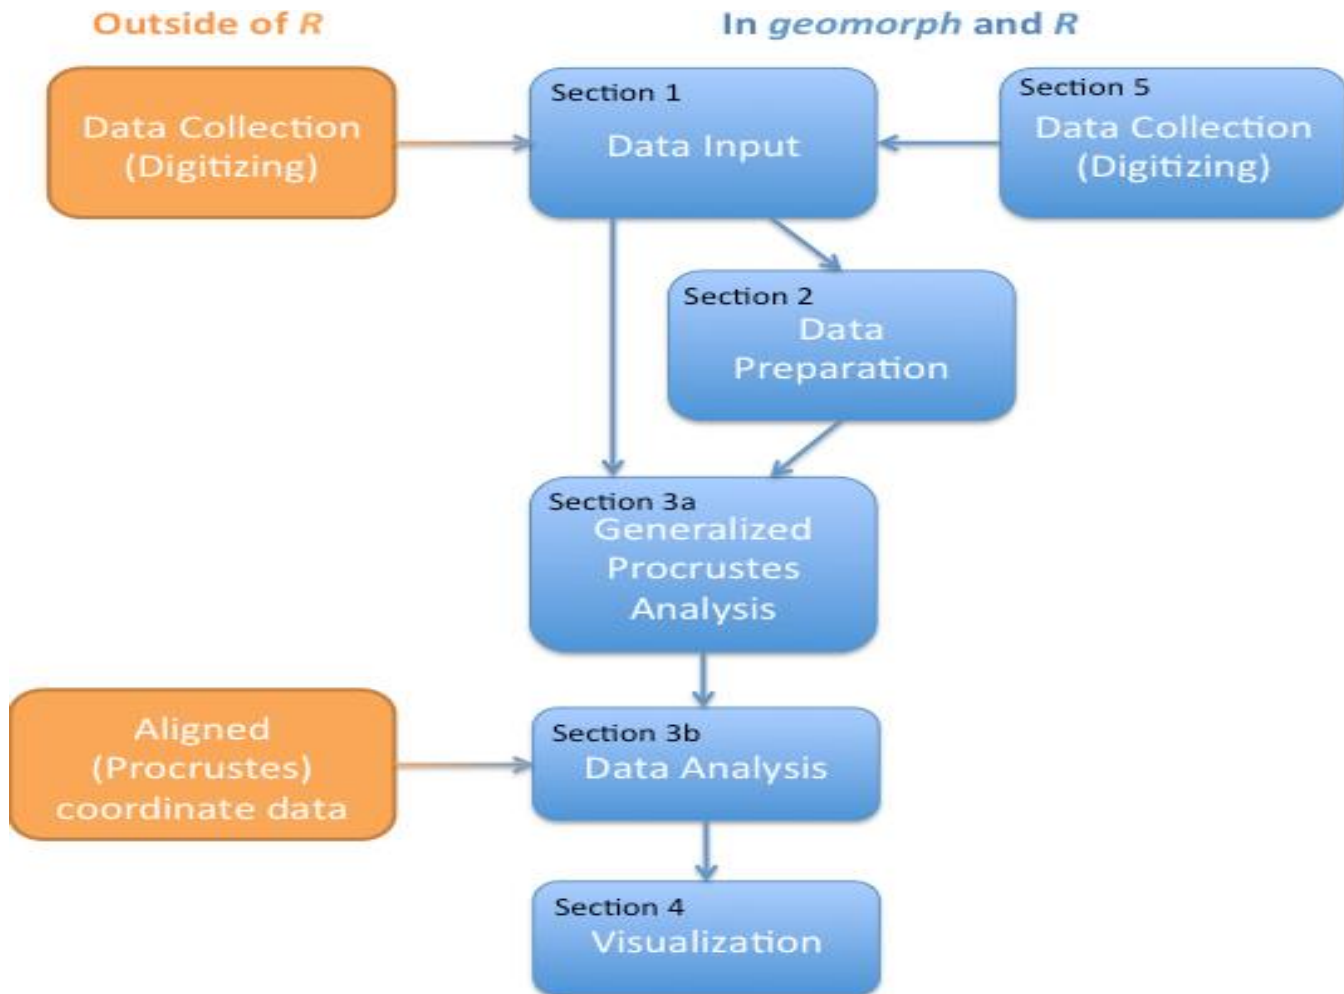 Outside of R
In geomorph and R
Data Collection
(Digitizing)
Section 1
Data Input
Section 5
Data Collection
(Digitizing)
Section 2
Data
Preparation
Section 3a
Generalized
Procrustes
Analysis
Aligned
(Procrustes)
coordinate data
Section 3b
Data Analysis
Section 4
Visualization